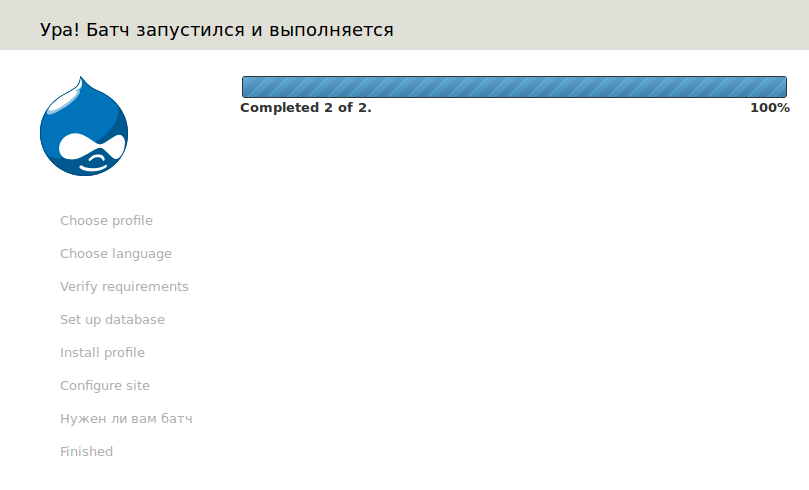 Ура! Батч запустился и выполняется
Completed 2 of 2.
100%
Choose profile
Choose language
Verify requirements
Set up database
Install profile
Configure site
Нужен ли вам батч
Finished